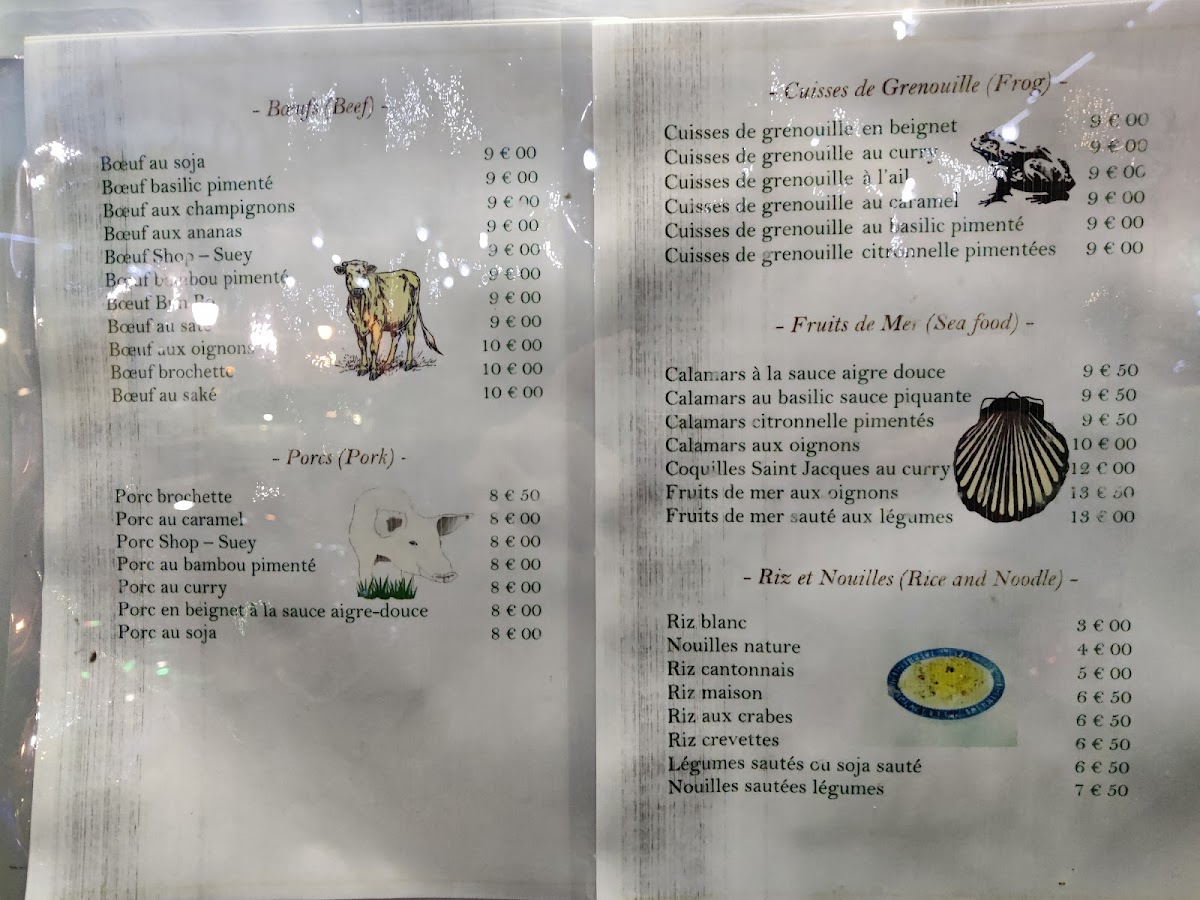 - Bœufs (Beef) -
Bœuf au soja 9 € 00
Bœuf basilic pimenté 9 € 00
Bœuf aux champignons 9 € 00
Bœuf aux ananas 9 € 00
Bœuf Shop – Suey 9 € 00
Bœuf bambou pimenté 9 € 00
Bœuf Bun Bo 9 € 00
Bœuf au saté 9 € 00
Bœuf aux oignons 10 € 00
Bœuf brochette 10 € 00
Bœuf au saké 10 € 00
- Porcs (Pork) -
Porc brochette 8 € 50
Porc au caramel 8 € 00
Porc Shop – Suey 8 € 00
Porc au bambou pimenté 8 € 00
Porc au curry 8 € 00
Porc en beignet à la sauce aigre-douce 8 € 00
Porc au soja 8 € 00
- Cuisses de Grenouille (Frog) -
Cuisses de grenouille en beignet 9 € 00
Cuisses de grenouille au curry 9 € 00
Cuisses de grenouille à l'ail 9 € 00
Cuisses de grenouille au caramel 9 € 00
Cuisses de grenouille au basilic pimenté 9 € 00
Cuisses de grenouille citronnelle pimentées 9 € 00
- Fruits de Mer (Sea food) -
Calamars à la sauce aigre douce 9 € 50
Calamars au basilic sauce piquante 9 € 50
Calamars citronnelle pimentés 9 € 50
Calamars aux oignons 10 € 00
Coquilles Saint Jacques au curry 12 € 00
Fruits de mer aux oignons 13 € 50
Fruits de mer sauté aux légumes 13 € 00
- Riz et Nouilles (Rice and Noodle) -
Riz blanc 3 € 00
Nouilles nature 4 € 00
Riz cantonnais 5 € 00
Riz maison 6 € 50
Riz aux crabes 6 € 50
Riz crevettes 6 € 50
Légumes sautés ou soja sauté 6 € 50
Nouilles sautées légumes 7 € 50